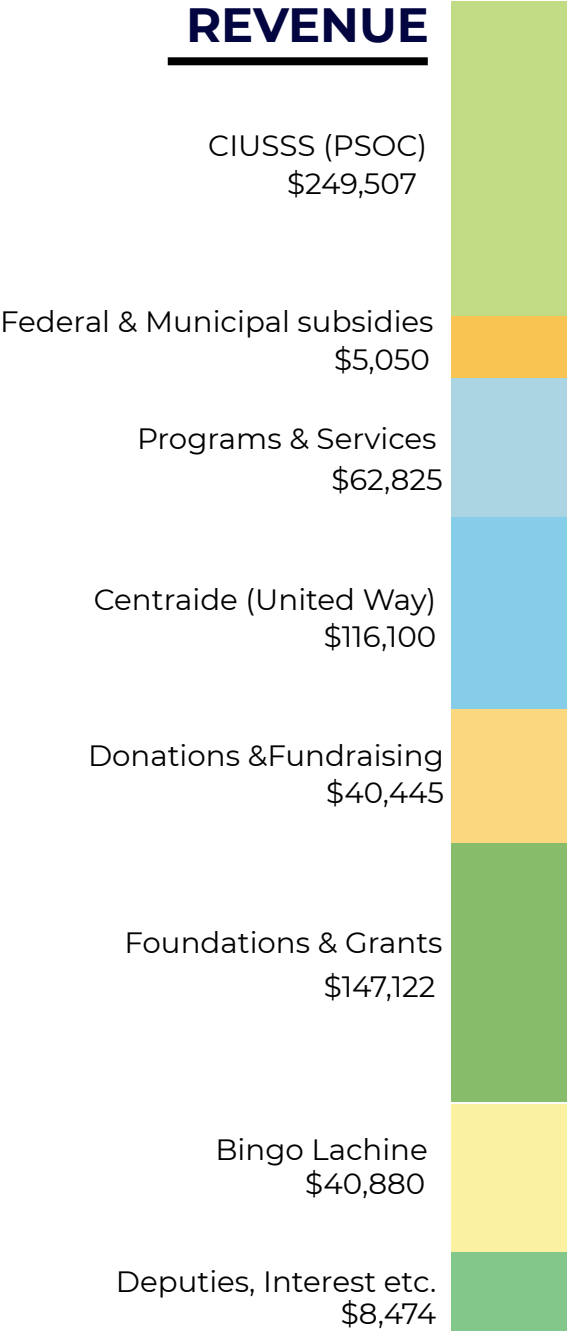 REVENUE
CIUSSS (PSOC)
$249,507
Federal & Municipal subsidies
$5,050
Programs & Services
$62,825
Centraide (United Way)
$116,100
Donations &Fundraising
$40,445
Foundations & Grants
$147,122
Bingo Lachine
$40,880
Deputies, Interest etc.
$8,474